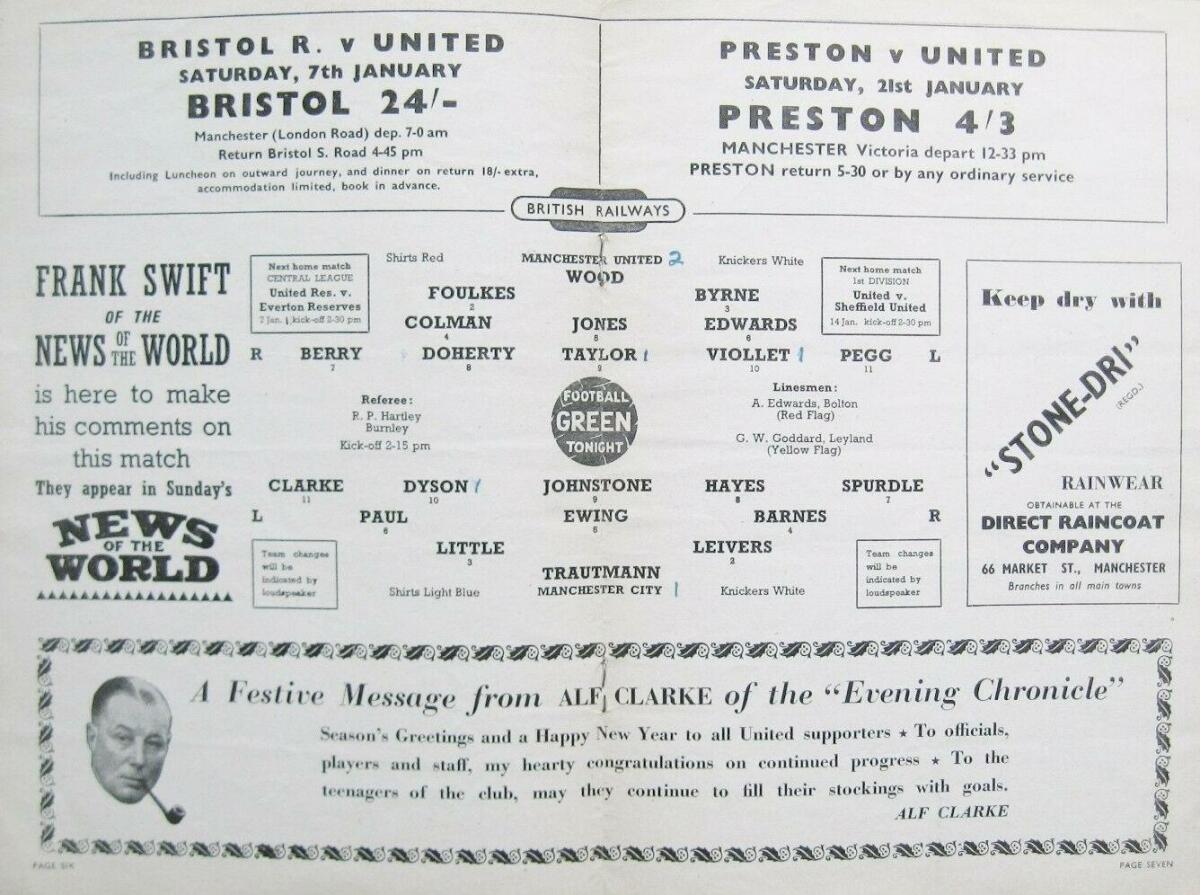 BRISTOL R. v UNITED
SATURDAY, 7th JANUARY
BRISTOL 24/-
Manchester (London Road) dep. 7-0 am
Return Bristol S. Road 4-45 pm
Including Luncheon on outward journey, and dinner on return 18/- extra,
accommodation limited, book in advance.
PRESTON v UNITED
SATURDAY, 21st JANUARY
PRESTON 4/3
MANCHESTER Victoria depart 12-33 pm
PRESTON return 5-30 or by any ordinary service
BRITISH RAILWAYS
FRANK SWIFT
OF THE
NEWS OF THE WORLD
is here to make
his comments on
this match
They appear in Sunday's
NEWS
OF THE
WORLD
Next home match
CENTRAL LEAGUE
United Res. v.
Everton Reserves
7 Jan. kick-off 2-30 pm
Shirts Red
MANCHESTER UNITED 2
Knickers White
WOOD
Next home match
1st DIVISION
United v.
Sheffield United
14 Jan. kick-off 2-30 pm
FOULKES BYRNE
2 3
COLMAN JONES EDWARDS
4 5 6
R BERRY DOHERTY TAYLOR 1 VIOLLET 1 PEGG L
7 8 9 10 11
Referee:
R. P. Hartley
Burnley
Kick-off 2-15 pm
FOOTBALL
GREEN
TONIGHT
Linesmen:
A. Edwards, Bolton
(Red Flag)
G. W. Goddard, Leyland
(Yellow Flag)
CLARKE DYSON 1 JOHNSTONE HAYES SPURDLE
11 10 9 8 7
L PAUL EWING BARNES R
6 5 4
LITTLE LEIVERS
3 2
TRAUTMANN
Shirts Light Blue
MANCHESTER CITY 1
Knickers White
Team changes
will be
indicated by
loudspeaker
Team changes
will be
indicated by
loudspeaker
Keep dry with
"STONE-DRI"
(REGD.)
RAINWEAR
OBTAINABLE AT THE
DIRECT RAINCOAT
COMPANY
66 MARKET ST., MANCHESTER
Branches in all main towns
A Festive Message from ALF CLARKE of the "Evening Chronicle"
Season's Greetings and a Happy New Year to all United supporters ★ To officials,
players and staff, my hearty congratulations on continued progress ★ To the
teenagers of the club, may they continue to fill their stockings with goals.
ALF CLARKE
PAGE SIX
PAGE SEVEN